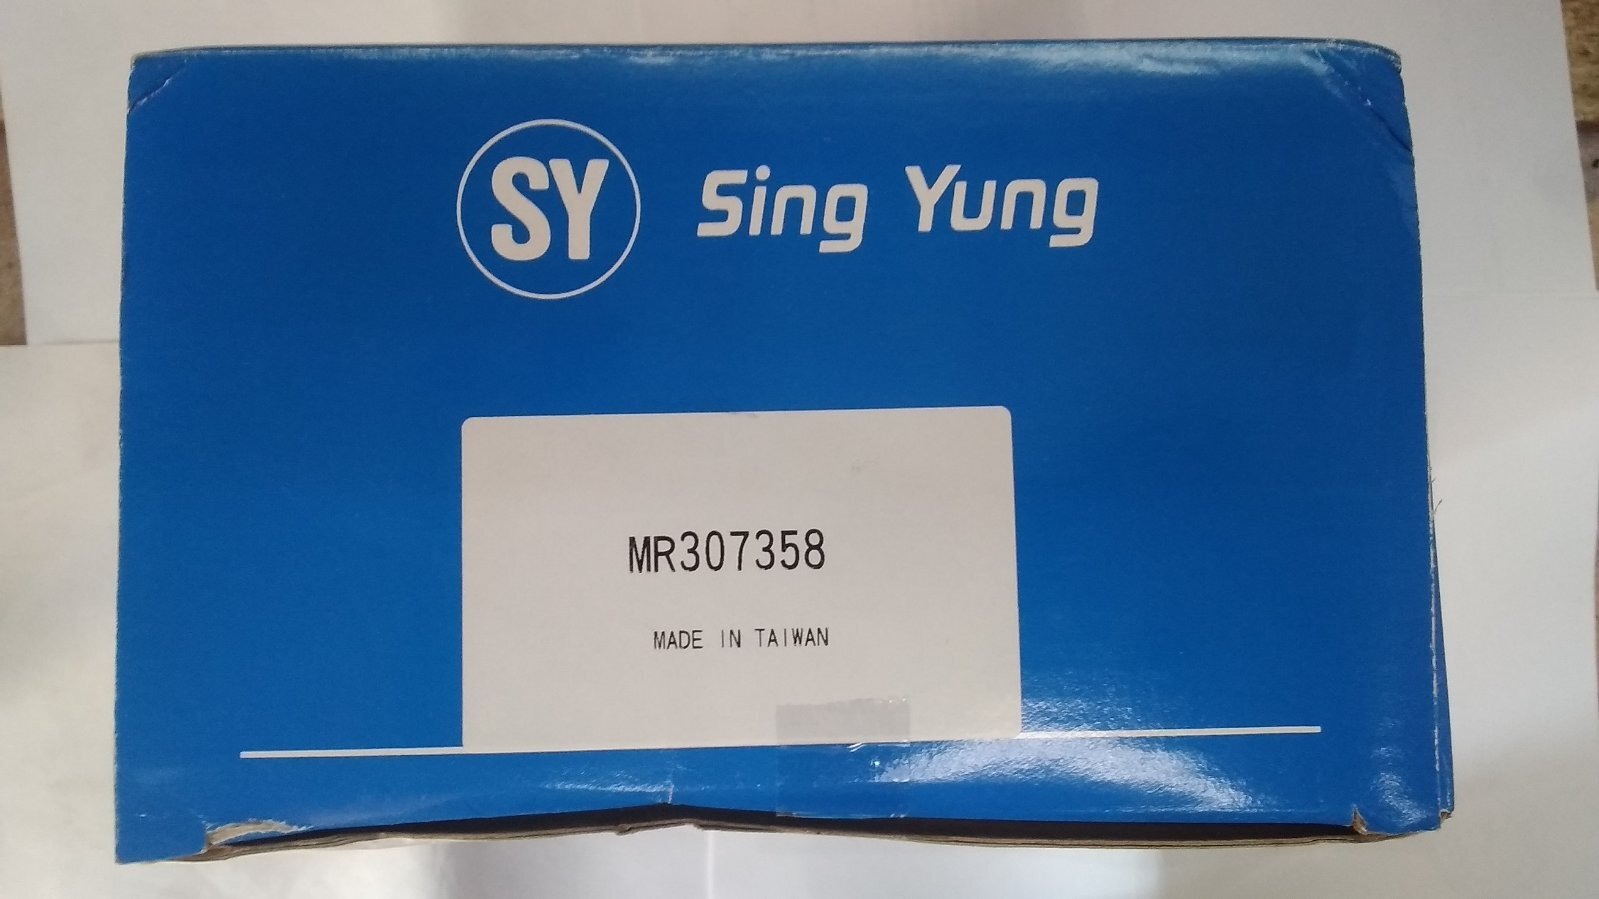 SY Sing Yung
MR307358
MADE IN TAIWAN